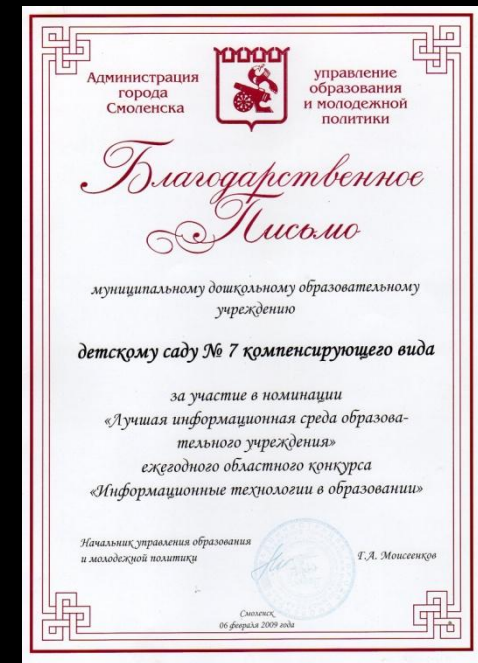 Администрация
города
Смоленска
управление
образования
и молодежной
политики
Благодарственное
Письмо
муниципальному дошкольному образовательному
учреждению
детскому саду № 7 компенсирующего вида
за участие в номинации
«Лучшая информационная среда образова-
тельного учреждения»
ежегодного областного конкурса
«Информационные технологии в образовании»
Начальник управления образования
и молодежной политики
Г.А. Моисеенков
Смоленск
06 февраля 2009 года